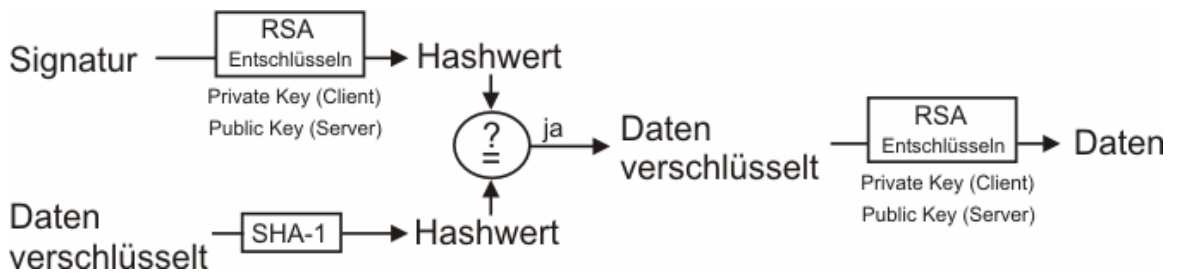 Signatur
RSA
Entschlüsseln
Private Key (Client)
Public Key (Server)
Hashwert
?
=
ja
Daten
verschlüsselt
SHA-1
Hashwert
Daten
verschlüsselt
RSA
Entschlüsseln
Private Key (Client)
Public Key (Server)
Daten